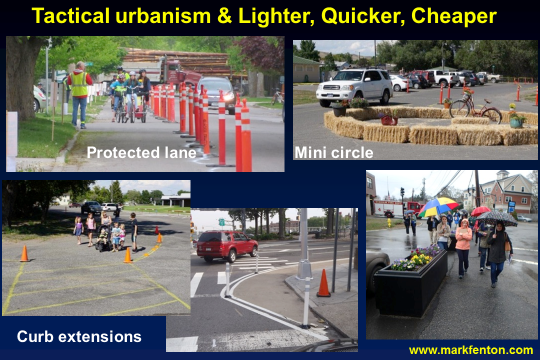 Tactical urbanism & Lighter, Quicker, Cheaper
Protected lane
Mini circle
Curb extensions
www.markfenton.com